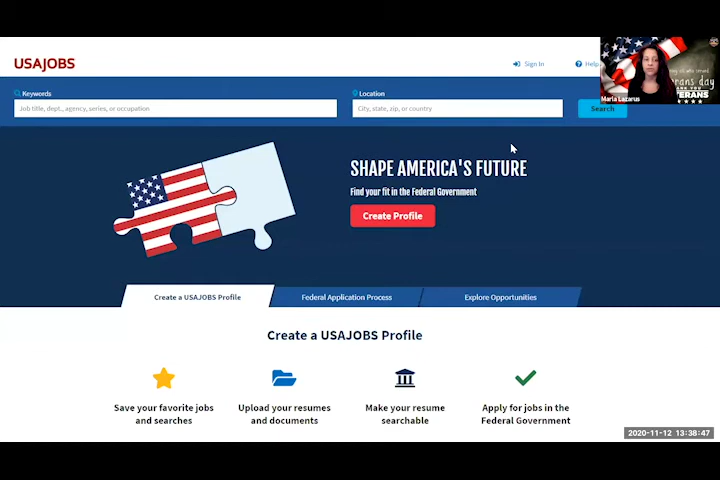 USAJOBS
Sign In
Help
Keywords
Location
Job title, dept., agency, series, or occupation
City, state, zip, or country
Search
Maria Lazarus
erans day
ERANS
SHAPE AMERICA'S FUTURE
Find your fit in the Federal Government
Create Profile
Create a USAJOBS Profile
Federal Application Process
Explore Opportunities
Create a USAJOBS Profile
Save your favorite jobs
and searches
Upload your resumes
and documents
Make your resume
searchable
Apply for jobs in the
Federal Government
2020-11-12 13:38:47